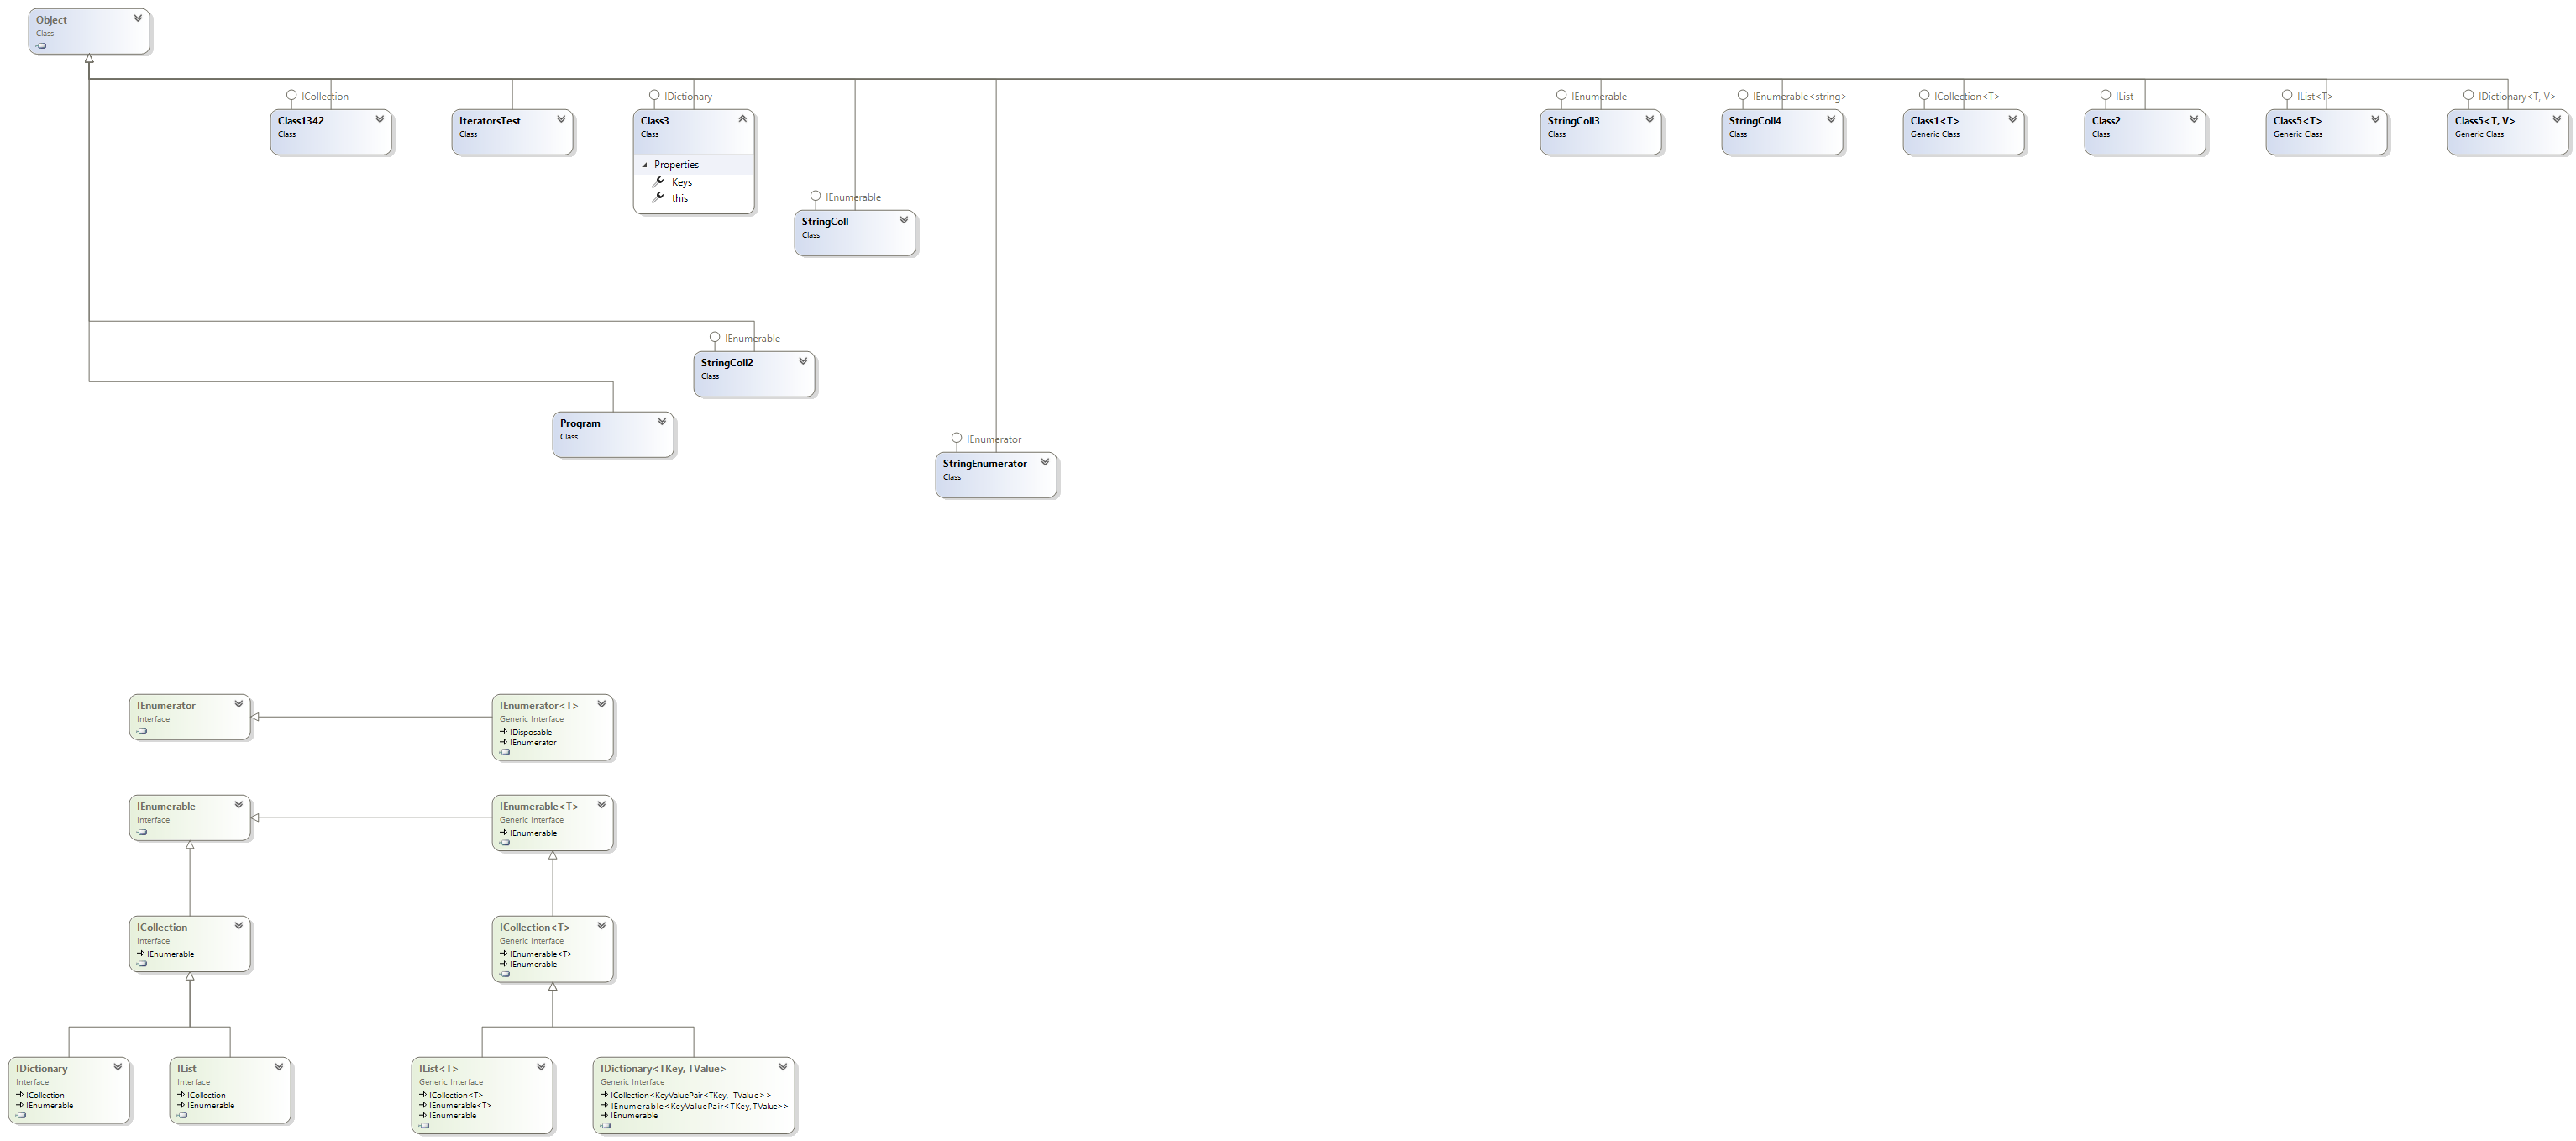 Object
Class
ICollection
Class1342
Class
IteratorsTest
Class
IDictionary
Class3
Class
Properties
Keys
this
IEnumerable
StringColl
Class
IEnumerable
StringColl2
Class
Program
Class
IEnumerator
StringEnumerator
Class
IEnumerable
StringColl3
Class
IEnumerable<string>
StringColl4
Class
ICollection<T>
Class1<T>
Generic Class
IList
Class2
Class
IList<T>
Class5<T>
Generic Class
IDictionary<T, V>
Class5<T, V>
Generic Class
IEnumerator
Interface
IEnumerator<T>
Generic Interface
IDisposable
IEnumerator
IEnumerable
Interface
IEnumerable<T>
Generic Interface
IEnumerable
ICollection
Interface
IEnumerable
ICollection<T>
Generic Interface
IEnumerable<T>
IEnumerable
IDictionary
Interface
ICollection
IEnumerable
IList
Interface
ICollection
IEnumerable
IList<T>
Generic Interface
ICollection<T>
IEnumerable<T>
IEnumerable
IDictionary<TKey, TValue>
Generic Interface
ICollection<KeyValuePair<TKey, TValue>>
IEnumerable<KeyValuePair<TKey, TValue>>
IEnumerable